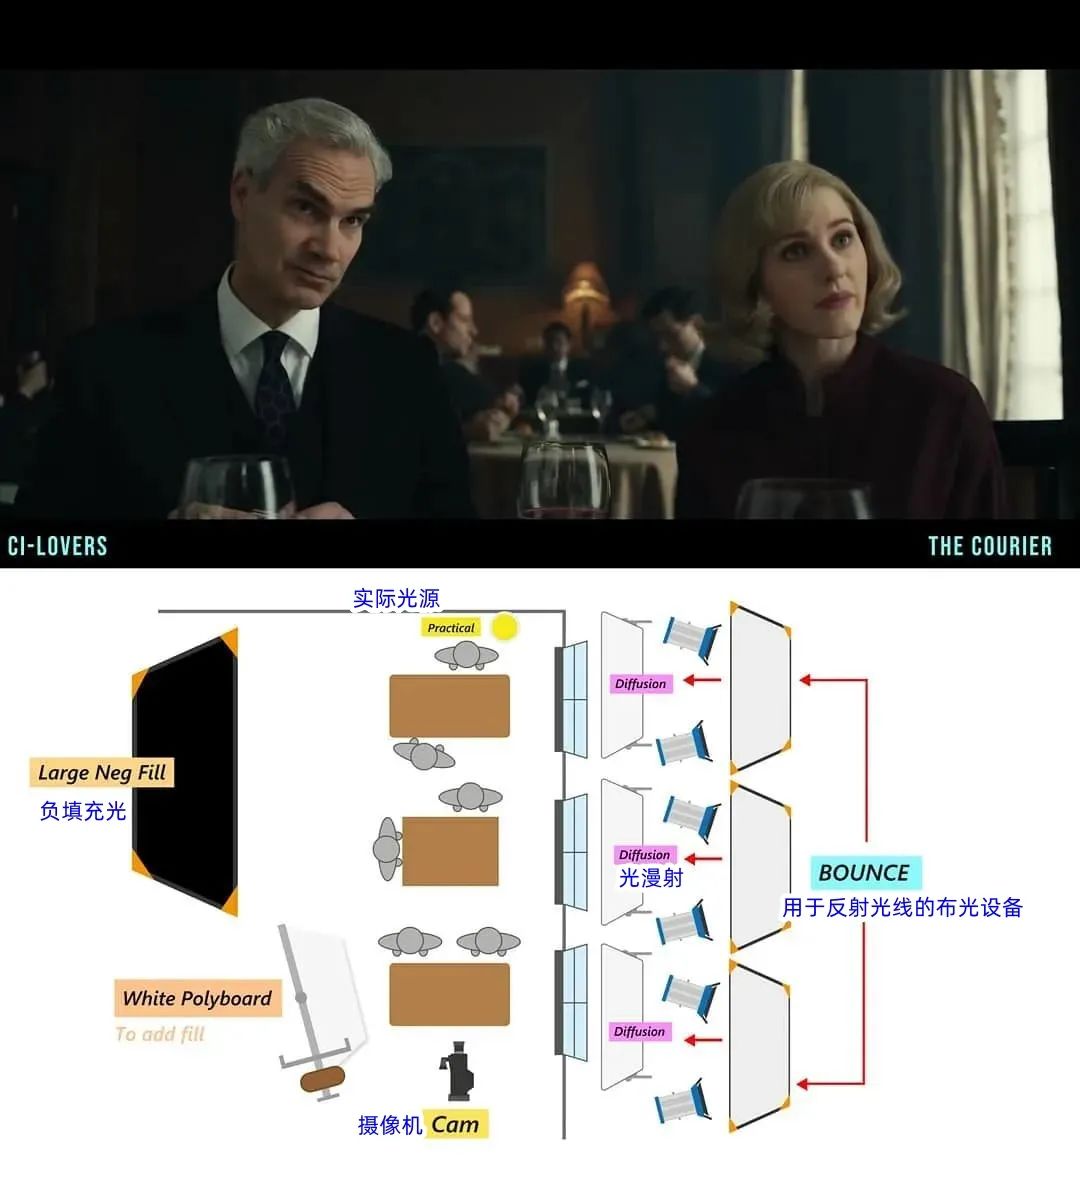 CI-LOVERS
THE COURIER
实际光源
Practical
Diffusion
Large Neg Fill
负填充光
Diffusion
光漫射
BOUNCE
用于反射光线的布光设备
White Polyboard
To add fill
Diffusion
摄像机 Cam